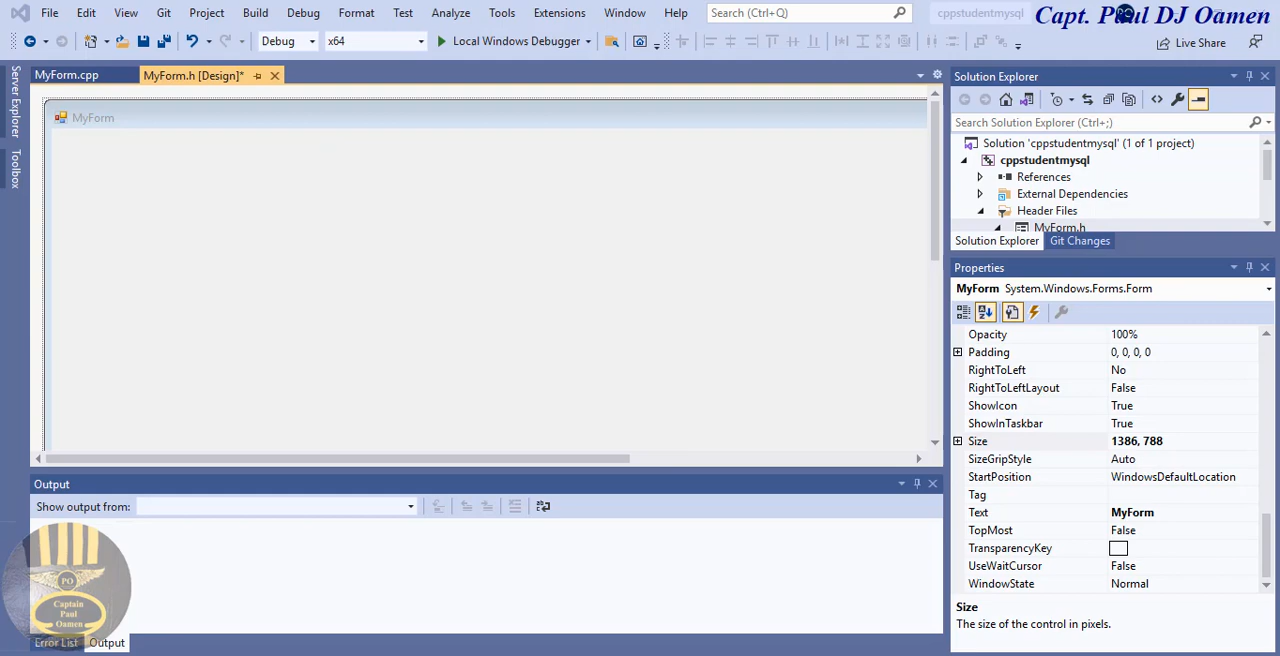 File Edit View Git Project Build Debug Format Test Analyze Tools Extensions Window Help Search (Ctrl+Q) cppstudentmysql Capt. Paul DJ Oamen
Debug x64 Local Windows Debugger Live Share
Server Explorer
Toolbox
MyForm.cpp MyForm.h [Design]*
MyForm
Solution Explorer
Search Solution Explorer (Ctrl+;)
Solution 'cppstudentmysql' (1 of 1 project)
cppstudentmysql
References
External Dependencies
Header Files
MyForm.h
Solution Explorer Git Changes
Properties
MyForm System.Windows.Forms.Form
Opacity 100%
Padding 0, 0, 0, 0
RightToLeft No
RightToLeftLayout False
ShowIcon True
ShowInTaskbar True
Size 1386, 788
SizeGripStyle Auto
StartPosition WindowsDefaultLocation
Tag
Text MyForm
TopMost False
TransparencyKey
UseWaitCursor False
WindowState Normal
Size
The size of the control in pixels.
Output
Show output from:
PO
Captain
Paul
Oamen
Error List Output